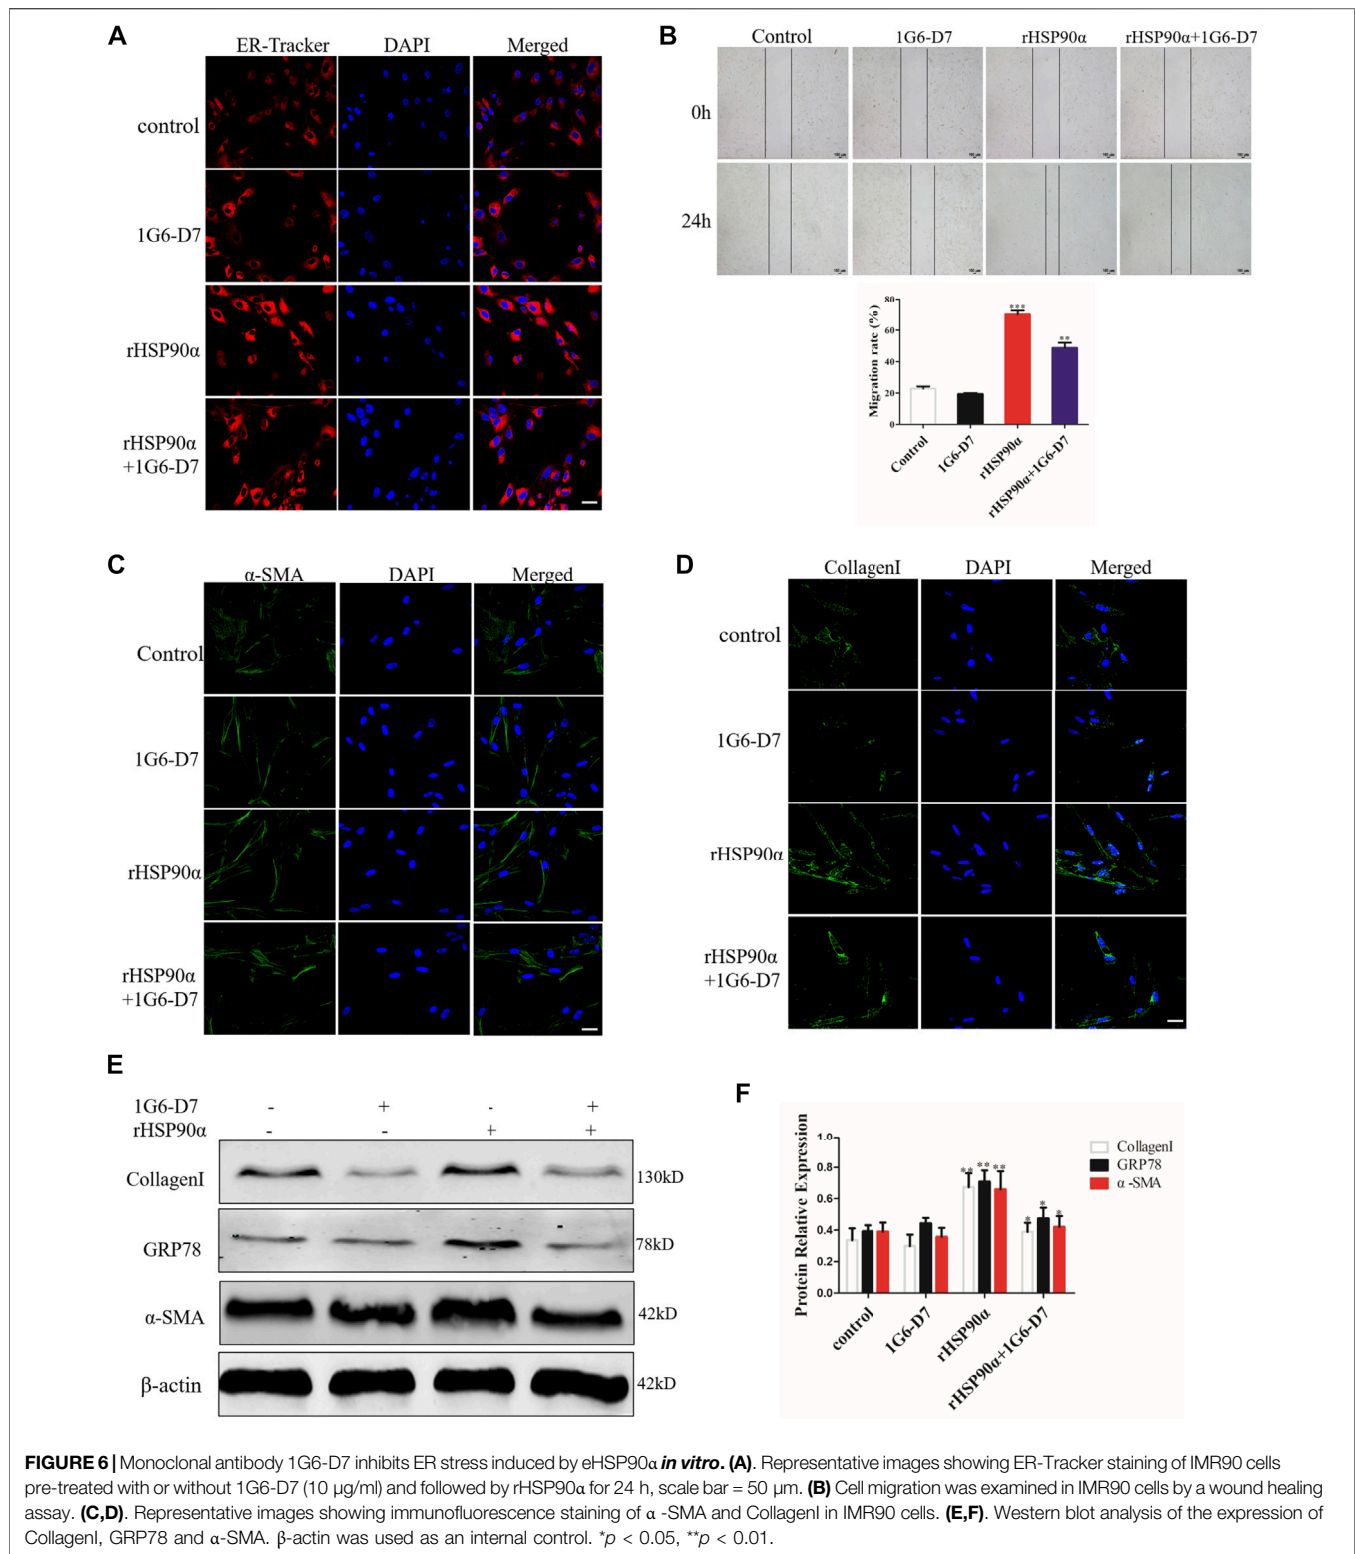 A
ER-Tracker DAPI Merged
control
1G6-D7
rHSP90α
rHSP90α
+1G6-D7
B
Control 1G6-D7 rHSP90α rHSP90α+1G6-D7
0h
24h
80
60
40
20
0
Migration rate (%)
***
**
Control
1G6-D7
rHSP90α
rHSP90α+1G6-D7
C
α-SMA DAPI Merged
Control
1G6-D7
rHSP90α
rHSP90α
+1G6-D7
D
CollagenI DAPI Merged
control
1G6-D7
rHSP90α
rHSP90α
+1G6-D7
E
1G6-D7 - + - +
rHSP90α - - + +
CollagenI 130kD
GRP78 78kD
α-SMA 42kD
β-actin 42kD
F
Protein Relative Expression
1.0
0.8
0.6
0.4
0.2
0.0
** ** **
* * *
CollagenI
GRP78
α -SMA
control
1G6-D7
rHSP90α
rHSP90α+1G6-D7
FIGURE 6 | Monoclonal antibody 1G6-D7 inhibits ER stress induced by eHSP90α in vitro. (A). Representative images showing ER-Tracker staining of IMR90 cells
pre-treated with or without 1G6-D7 (10 μg/ml) and followed by rHSP90α for 24 h, scale bar = 50 μm. (B) Cell migration was examined in IMR90 cells by a wound healing
assay. (C,D). Representative images showing immunofluorescence staining of α -SMA and CollagenI in IMR90 cells. (E,F). Western blot analysis of the expression of
CollagenI, GRP78 and α-SMA. β-actin was used as an internal control. *p < 0.05, **p < 0.01.